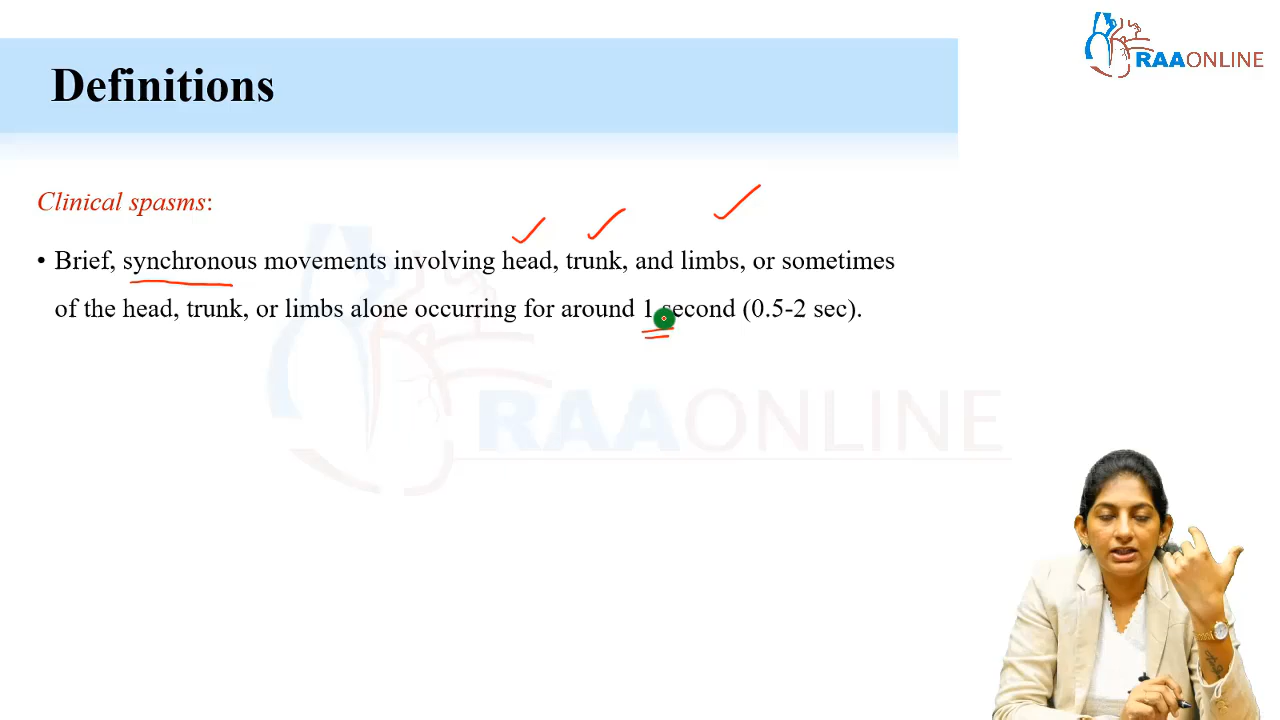 RAAONLINE
Definitions
Clinical spasms:
• Brief, synchronous movements involving head, trunk, and limbs, or sometimes
of the head, trunk, or limbs alone occurring for around 1 second (0.5-2 sec).
RAAONLINE